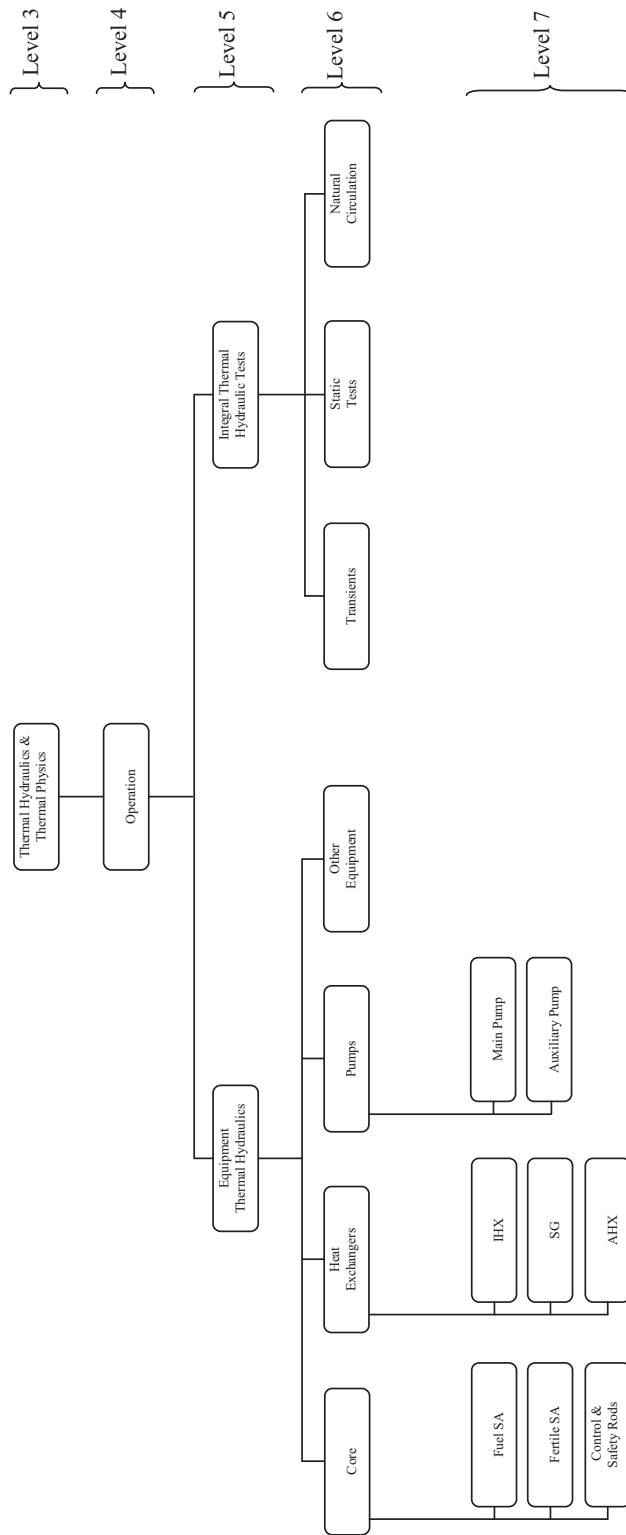 Level 3
Thermal Hydraulics &
Thermal Physics
Level 4
Operation
Level 5
Equipment
Thermal Hydraulics
Integral Thermal
Hydraulic Tests
Level 6
Core
Heat
Exchangers
Pumps
Other
Equipment
Transients
Static
Tests
Natural
Circulation
Level 7
Fuel SA
Fertile SA
Control &
Safety Rods
IHX
SG
AHX
Main Pump
Auxiliary Pump